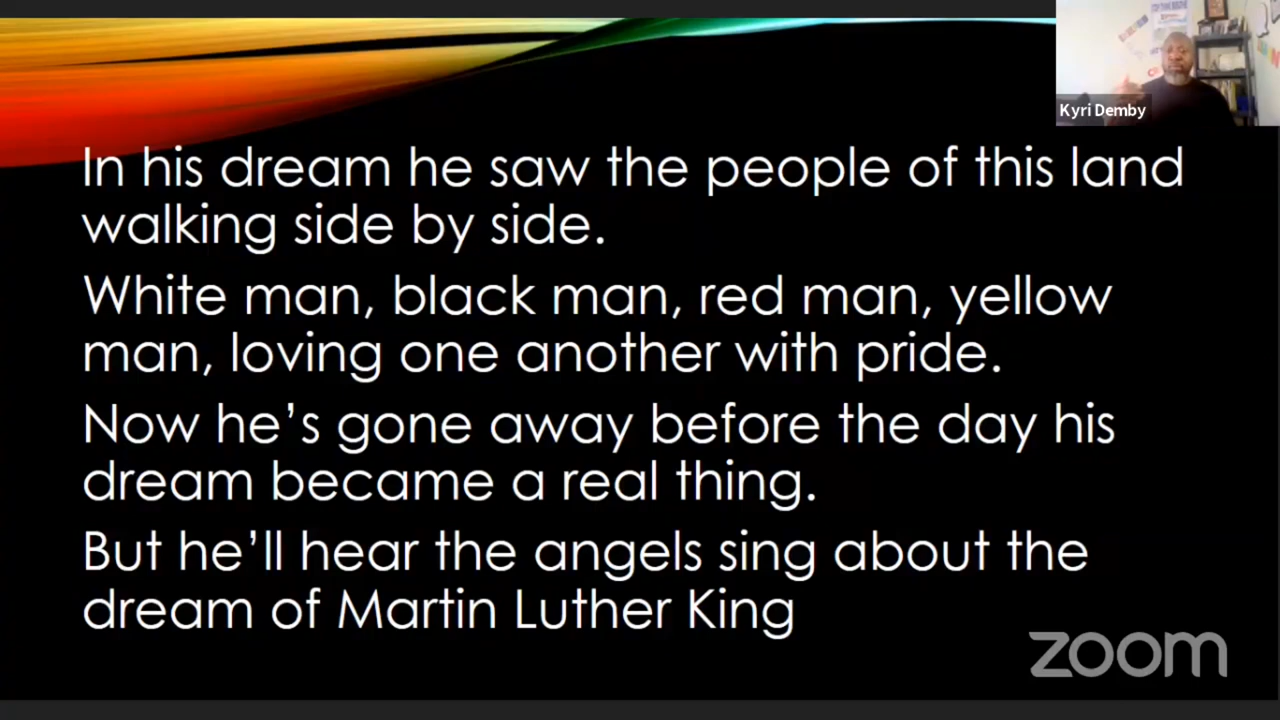 Kyri Demby
In his dream he saw the people of this land
walking side by side.
White man, black man, red man, yellow
man, loving one another with pride.
Now he’s gone away before the day his
dream became a real thing.
But he’ll hear the angels sing about the
dream of Martin Luther King
zoom